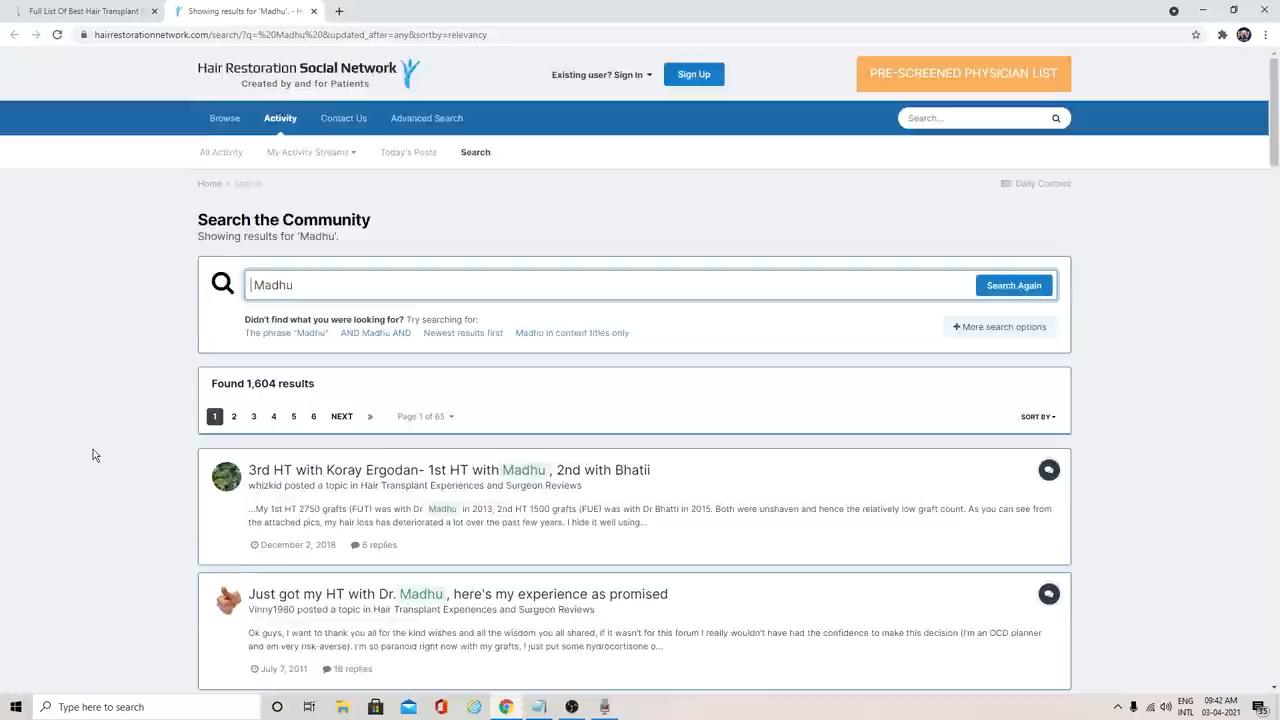 Full List Of Best Hair Transplant
Showing results for 'Madhu'. - H
hairrestorationnetwork.com/search/?q=%20Madhu%20&updated_after=any&sortby=relevancy
Hair Restoration Social Network
Created by and for Patients
Existing user? Sign In
Sign Up
PRE-SCREENED PHYSICIAN LIST
Browse
Activity
Contact Us
Advanced Search
Search...
All Activity
My Activity Streams
Today's Posts
Search
Home > Search
Daily Content
Search the Community
Showing results for 'Madhu'.
Madhu
Search Again
Didn't find what you were looking for? Try searching for:
The phrase "Madhu" AND Madhu AND Newest results first Madhu in content titles only
+ More search options
Found 1,604 results
1 2 3 4 5 6 NEXT » Page 1 of 65
SORT BY
3rd HT with Koray Ergodan- 1st HT with Madhu , 2nd with Bhatii
whizkid posted a topic in Hair Transplant Experiences and Surgeon Reviews
...My 1st HT 2750 grafts (FUT) was with Dr Madhu in 2013, 2nd HT 1500 grafts (FUE) was with Dr Bhatti in 2015. Both were unshaven and hence the relatively low graft count. As you can see from
the attached pics, my hair loss has deteriorated a lot over the past few years. I hide it well using...
December 2, 2018 6 replies
Just got my HT with Dr. Madhu , here's my experience as promised
Vinny1980 posted a topic in Hair Transplant Experiences and Surgeon Reviews
Ok guys, I want to thank you all for the kind wishes and all the wisdom you all shared, if it wasn't for this forum I really wouldn't have had the confidence to make this decision (I'm an OCD planner
and am very risk-averse). I'm so paranoid right now with my grafts, I just put some hydrocortisone o...
July 7, 2011 18 replies
Type here to search
ENG
INTL
09:42 AM
03-04-2021
35